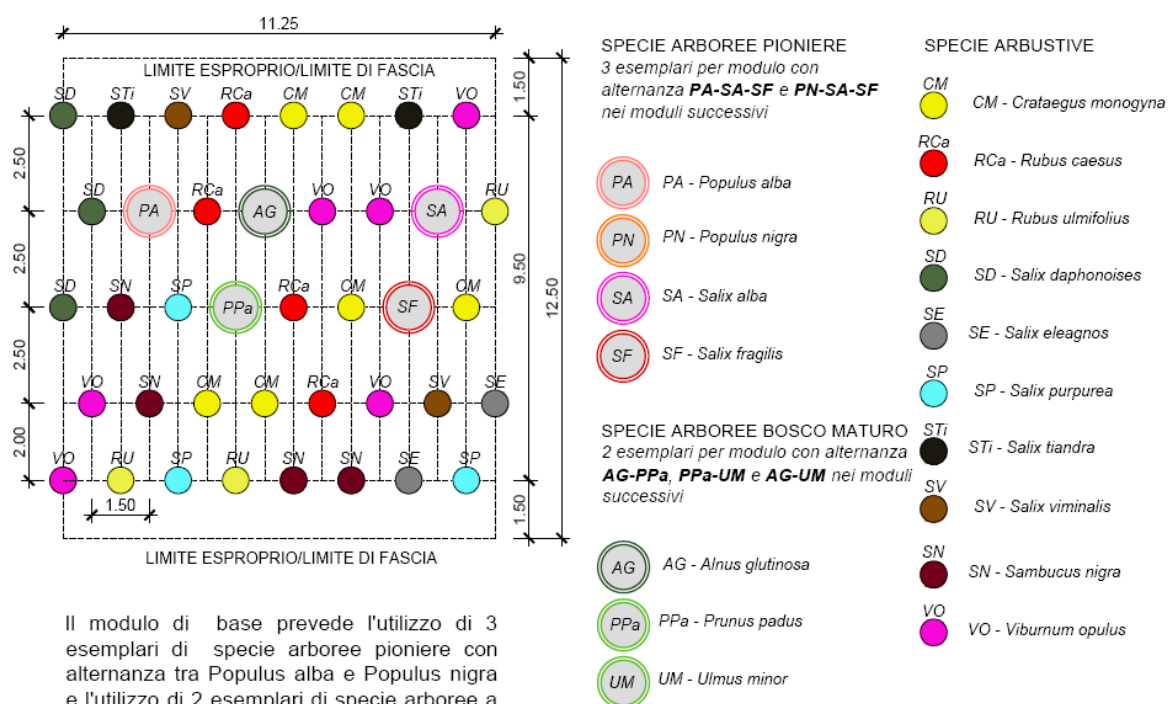 11.25
LIMITE ESPROPRIO/LIMITE DI FASCIA
SD STi SV RCa CM CM STi VO
1.50
2.50
SD PA RCa AG VO VO SA RU
2.50
9.50
12.50
SD SN SP PPa RCa CM SF CM
2.50
VO SN CM CM RCa VO SV SE
2.00
VO RU SP RU SN SN SE SP
1.50
1.50
LIMITE ESPROPRIO/LIMITE DI FASCIA
Il modulo di base prevede l'utilizzo di 3
esemplari di specie arboree pioniere con
alternanza tra Populus alba e Populus nigra
e l'utilizzo di 2 esemplari di specie arboree a
SPECIE ARBOREE PIONIERE
3 esemplari per modulo con
alternanza PA-SA-SF e PN-SA-SF
nei moduli successivi
PA PA - Populus alba
PN PN - Populus nigra
SA SA - Salix alba
SF SF - Salix fragilis
SPECIE ARBOREE BOSCO MATURO
2 esemplari per modulo con alternanza
AG-PPa, PPa-UM e AG-UM nei moduli
successivi
AG AG - Alnus glutinosa
PPa PPa - Prunus padus
UM UM - Ulmus minor
SPECIE ARBUSTIVE
CM CM - Crataegus monogyna
RCa RCa - Rubus caesus
RU RU - Rubus ulmifolius
SD SD - Salix daphonoises
SE SE - Salix eleagnos
SP SP - Salix purpurea
STi STi - Salix tiandra
SV SV - Salix viminalis
SN SN - Sambucus nigra
VO VO - Viburnum opulus